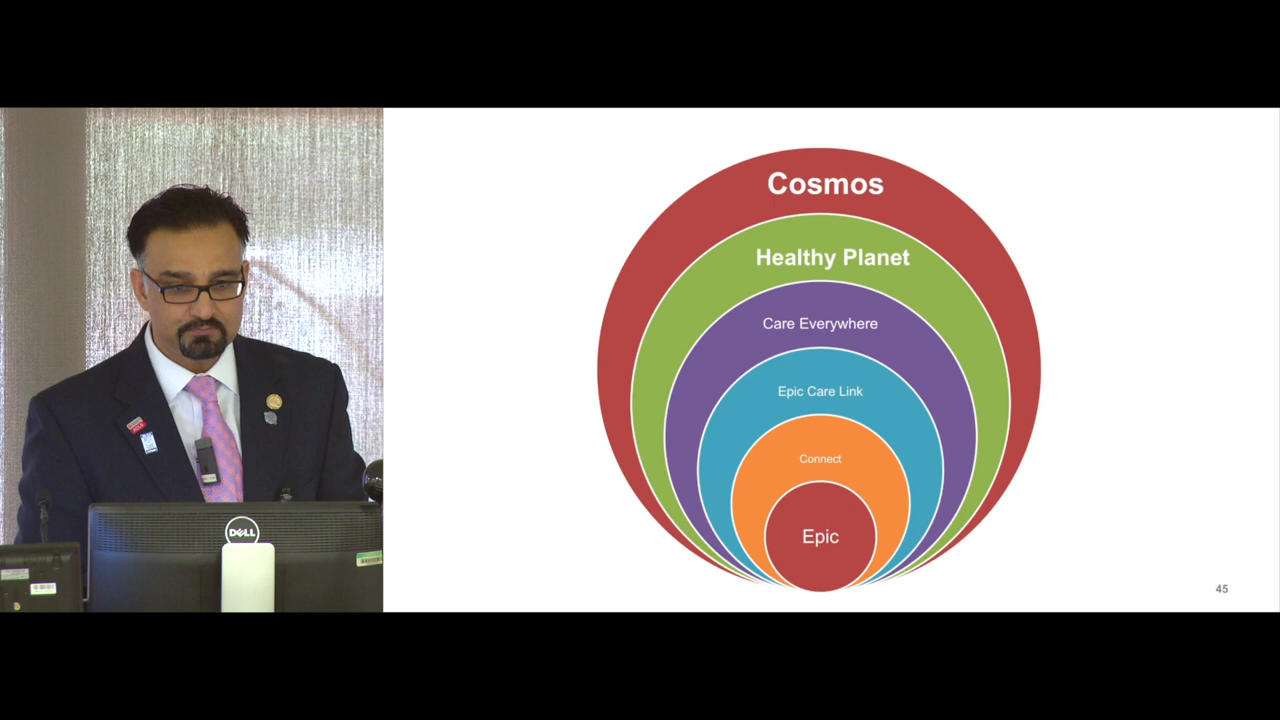 Cosmos
Healthy Planet
Care Everywhere
Epic Care Link
Connect
Epic
DELL
45